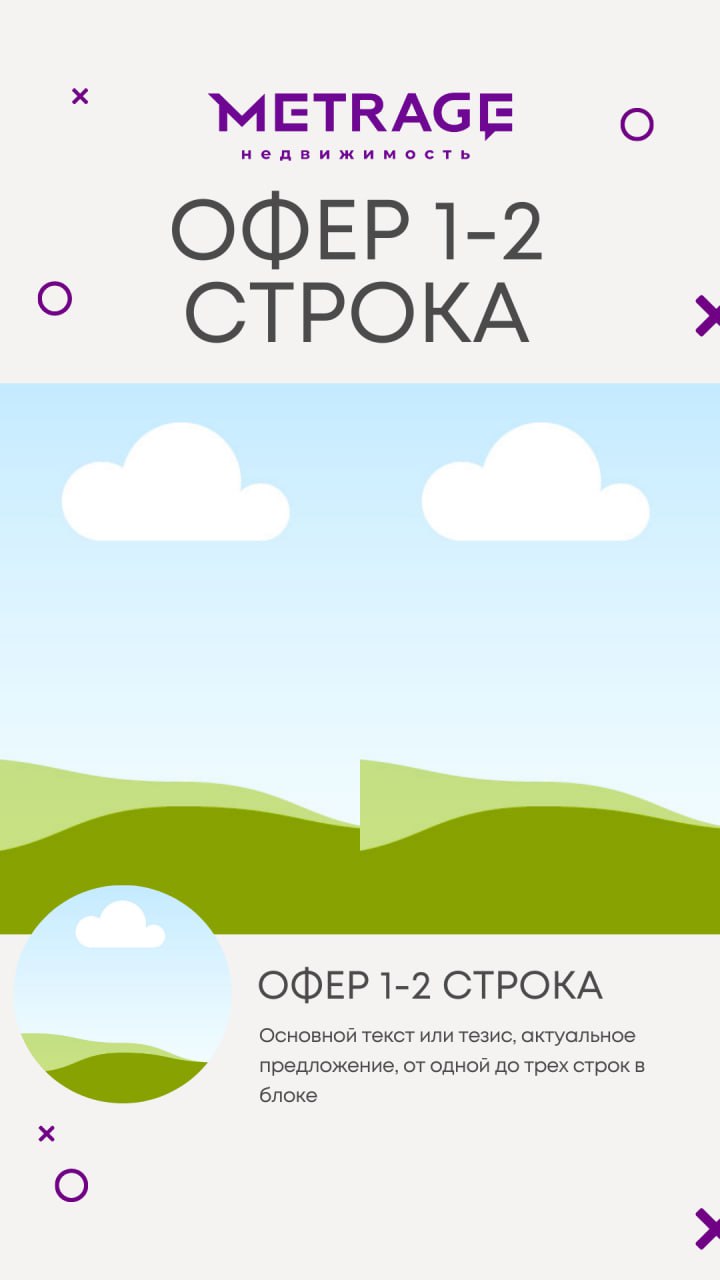 METRAGE
недвижимость
ОФЕР 1-2
СТРОКА
ОФЕР 1-2 СТРОКА
Основной текст или тезис, актуальное
предложение, от одной до трех строк в
блоке